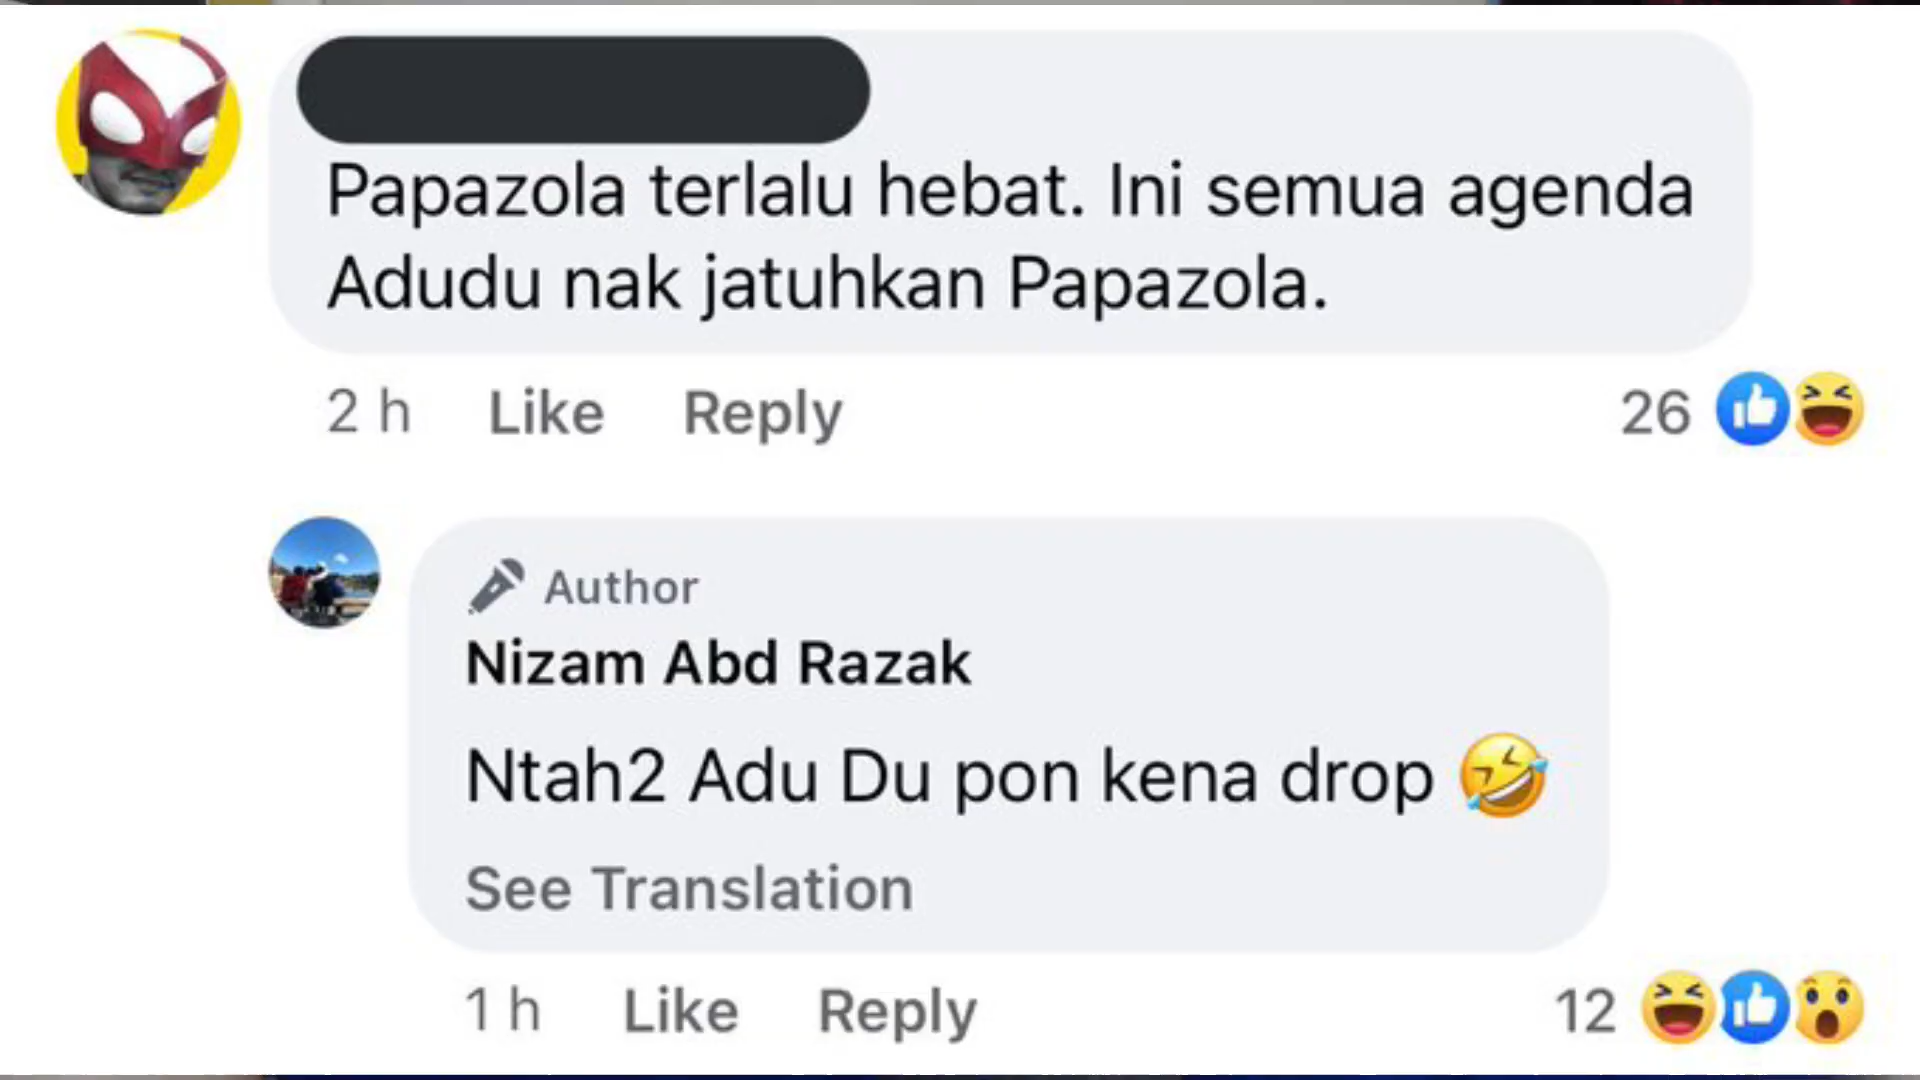 Papazola terlalu hebat. Ini semua agenda
Adudu nak jatuhkan Papazola.
2 h Like Reply 26
Author
Nizam Abd Razak
Ntah2 Adu Du pon kena drop 🤣
See Translation
1 h Like Reply 12